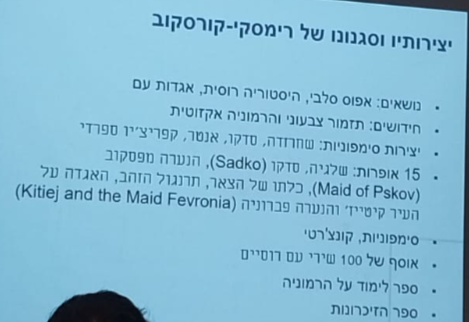 יצירותיו וסגנונו של רימסקי-קורסקוב
• נושאים: אפוס סלבי, היסטוריה רוסית, אגדות עם
• חידושים: תזמור צבעוני והרמוניה אקזוטית
• יצירות סימפוניות: שחרזדה, סדקו, אנטר, קפריצ'יו ספרדי
• 15 אופרות: שלגיה, סדקו (Sadko), הנערה מפסקוב
(Maid of Pskov), כלתו של הצאר, תרנגול הזהב, האגדה על
העיר קיטייז' והנערה פברוניה (Kitiej and the Maid Fevronia)
• סימפוניות, קונצ'רטי
• אוסף של 100 שירי עם רוסיים
• ספר לימוד על הרמוניה
• ספר הזיכרונות